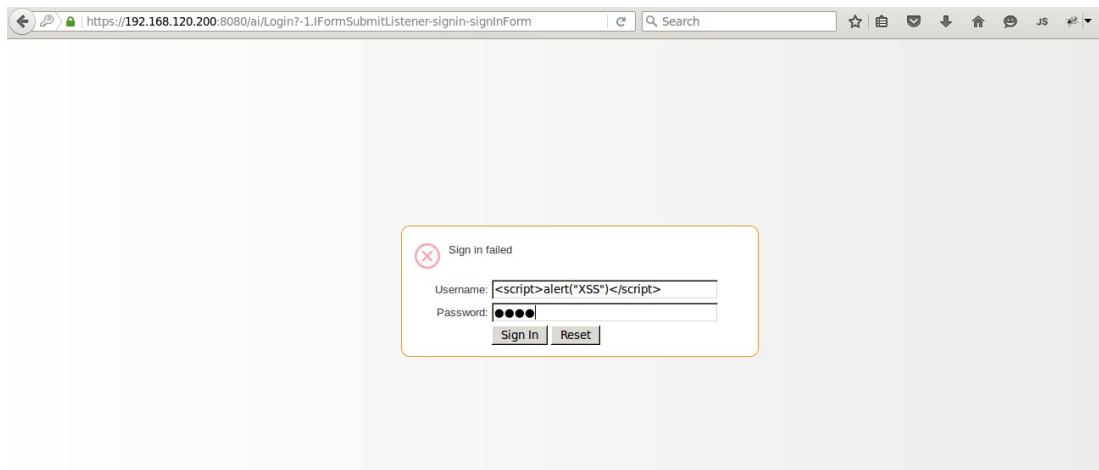 https://192.168.120.200:8080/ai/Login?-1.IFormSubmitListener-signin-signInForm
Search
JS
Sign in failed
Username: <script>alert("XSS")</script>
Password: ●●●●
Sign In Reset